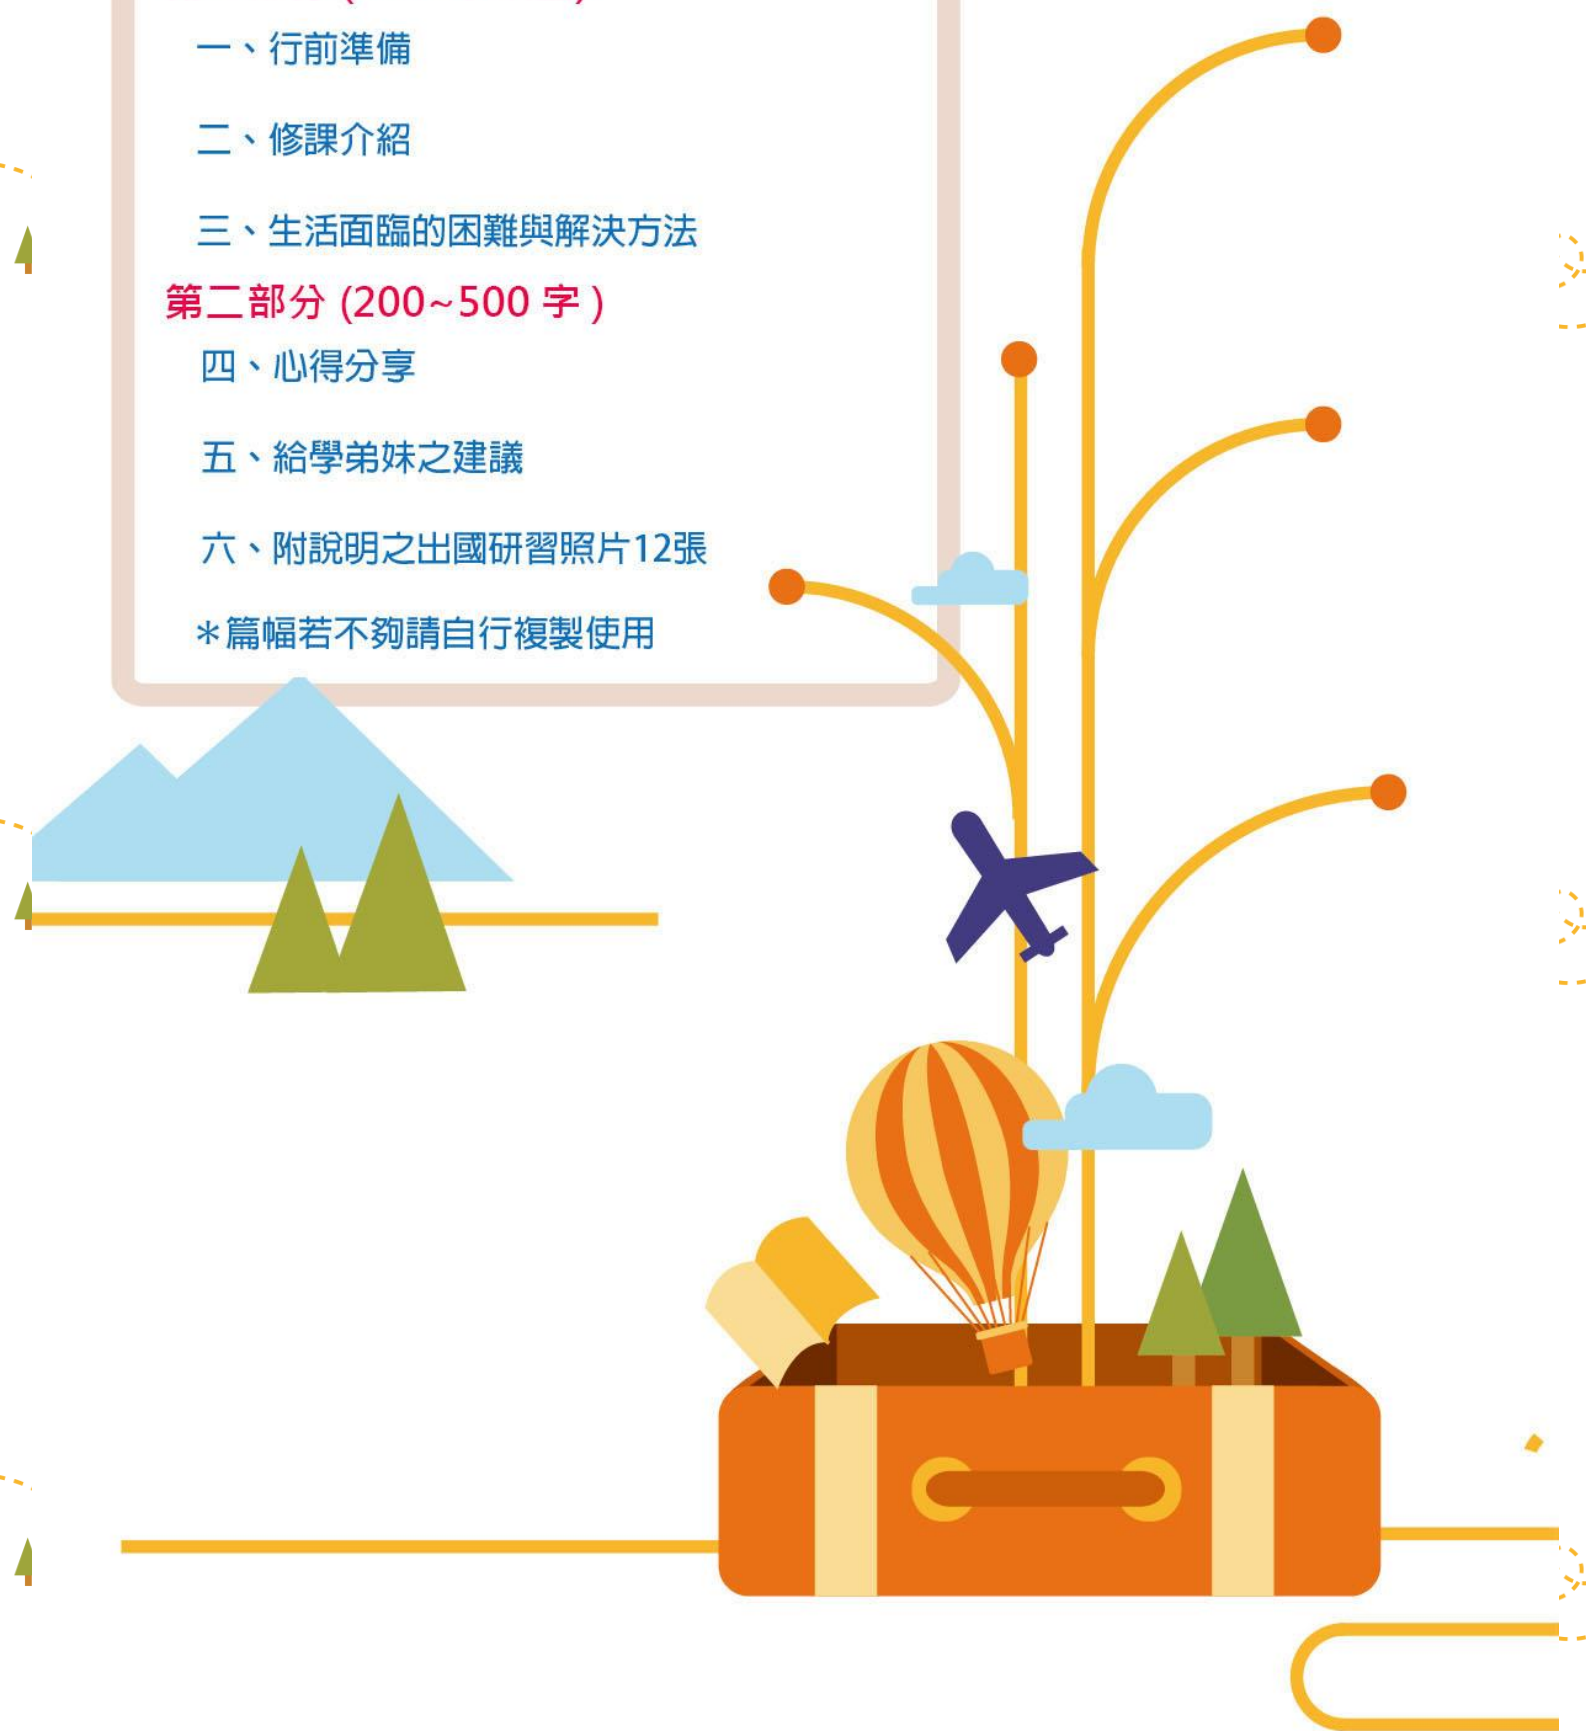 一、行前準備
二、修課介紹
三、生活面臨的困難與解決方法
第二部分 (200~500 字 )
四、心得分享
五、給學弟妹之建議
六、附說明之出國研習照片12張
＊篇幅若不夠請自行複製使用